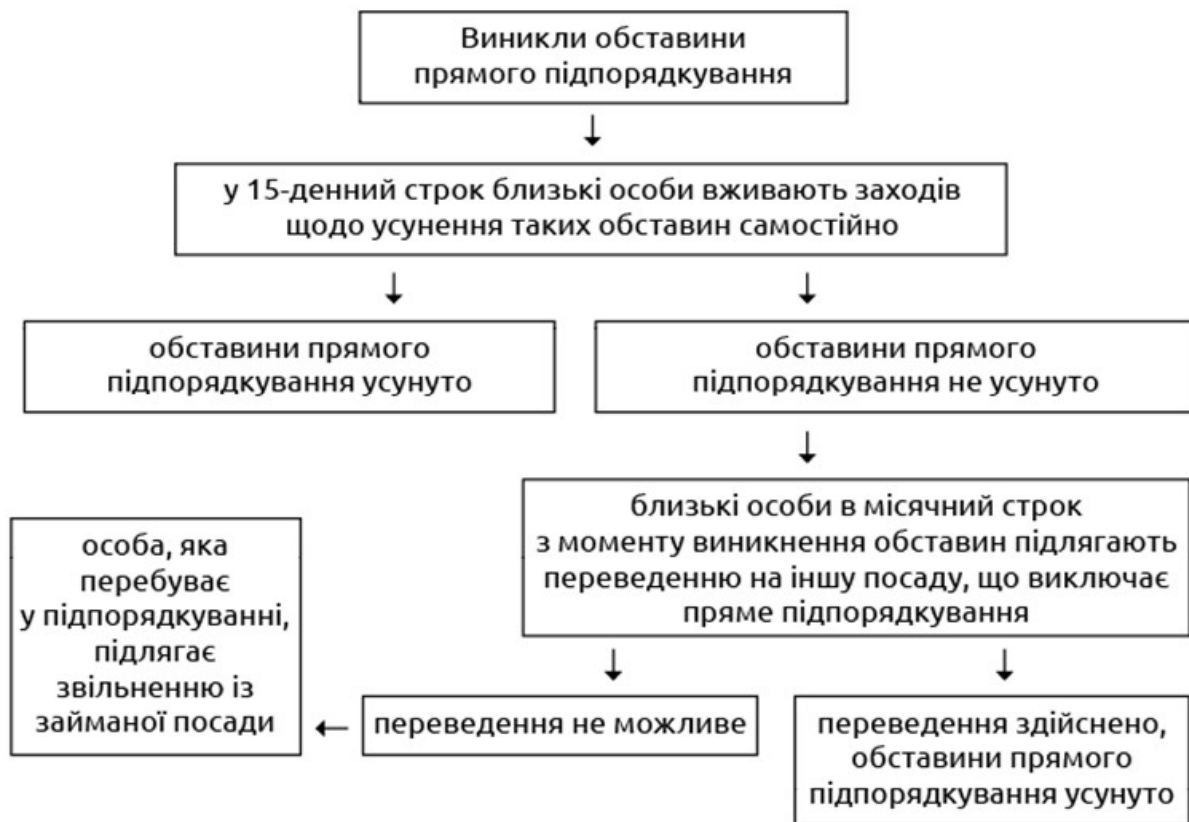 Виникли обставини
прямого підпорядкування
у 15-денний строк близькі особи вживають заходів
щодо усунення таких обставин самостійно
обставини прямого
підпорядкування усунуто
обставини прямого
підпорядкування не усунуто
близькі особи в місячний строк
з моменту виникнення обставин підлягають
переведенню на іншу посаду, що виключає
пряме підпорядкування
особа, яка
перебуває
у підпорядкуванні,
підлягає
звільненню із
займаної посади
переведення не можливе
переведення здійснено,
обставини прямого
підпорядкування усунуто